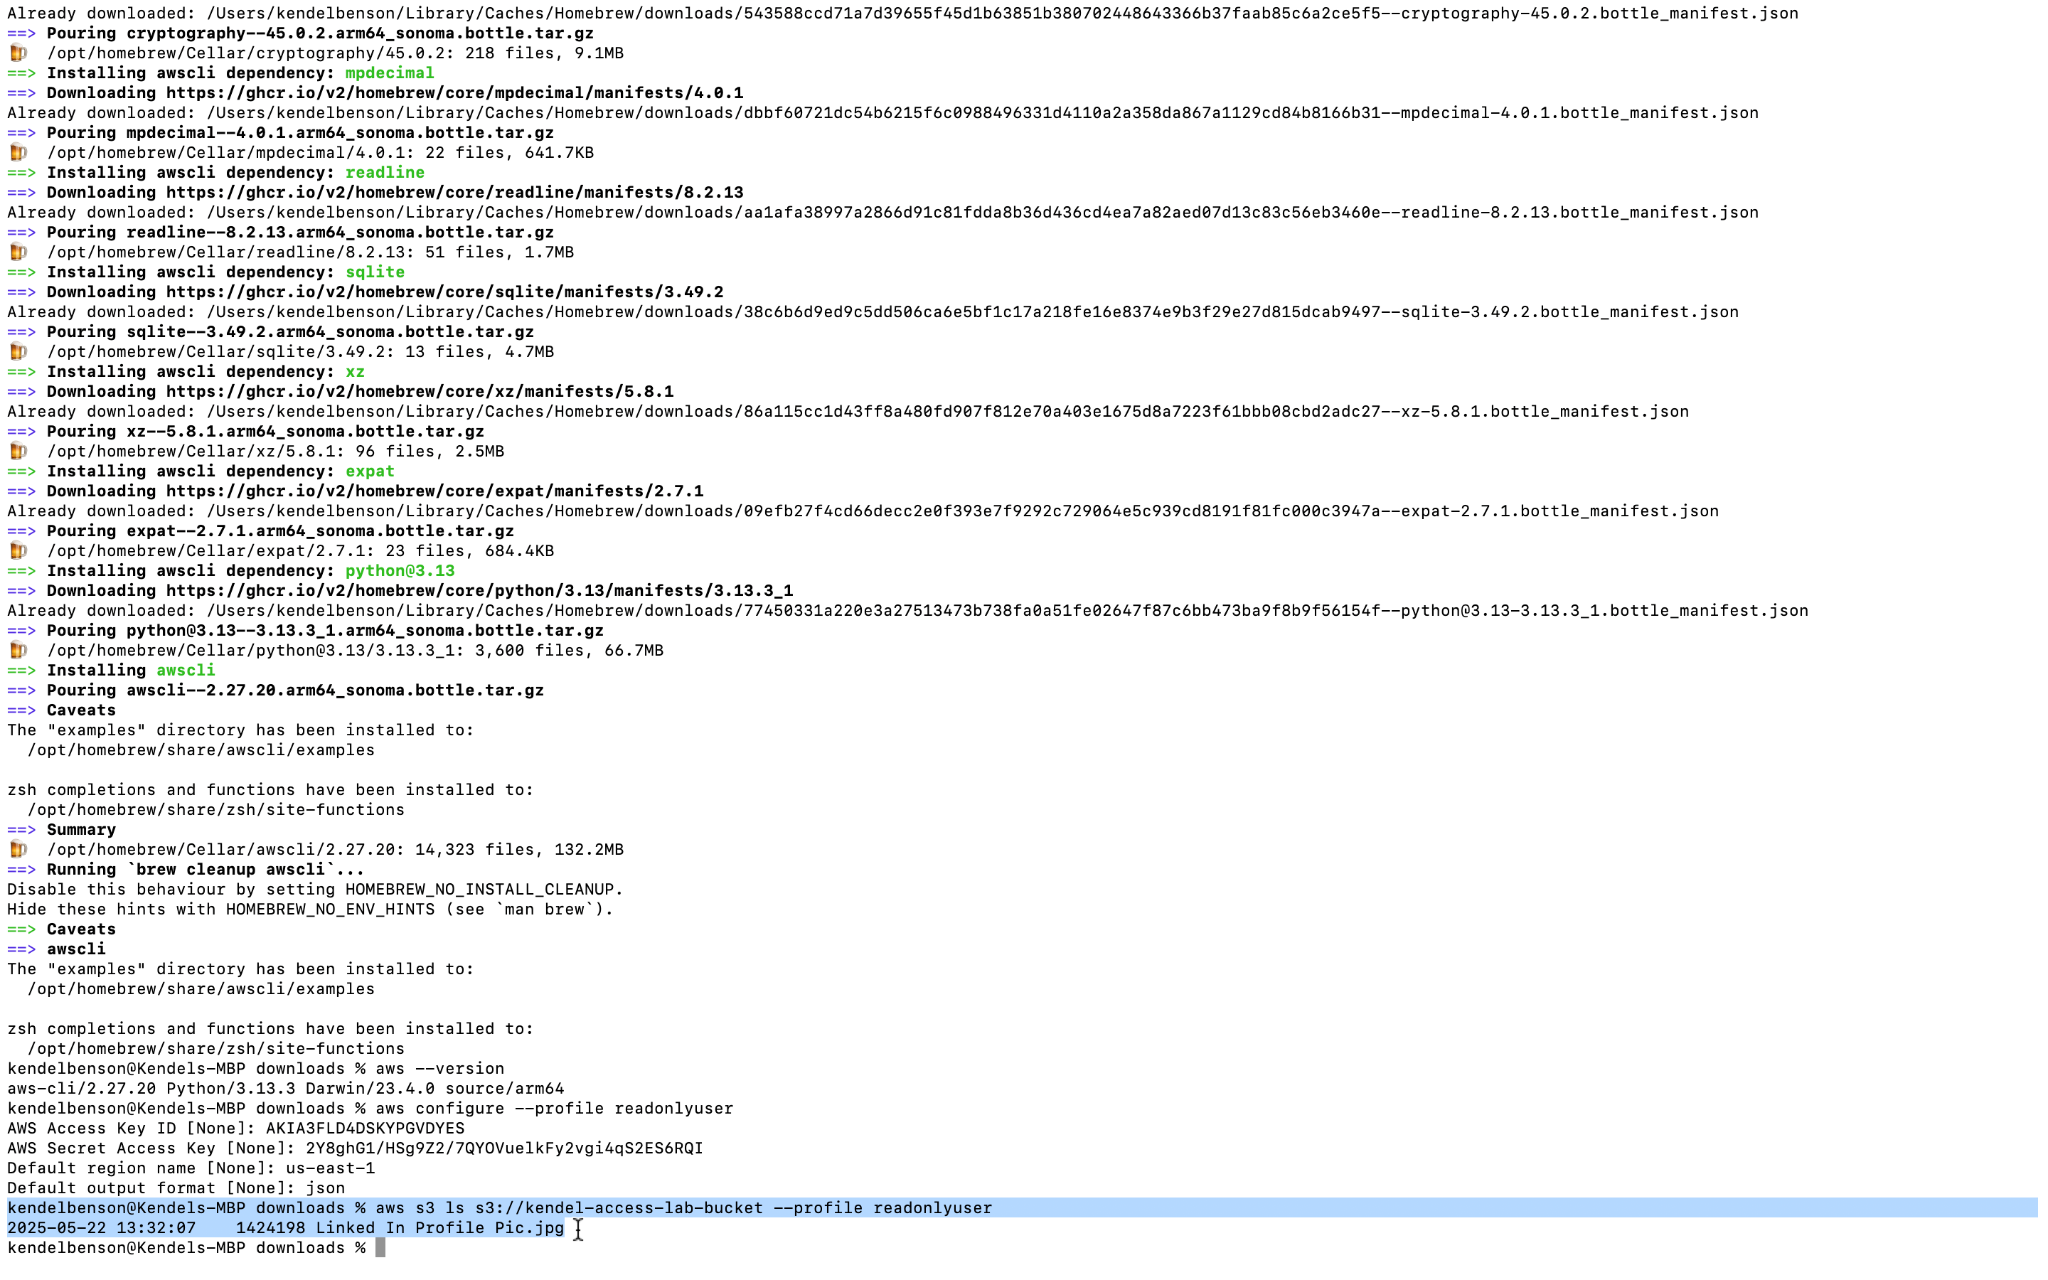 Already downloaded: /Users/kendelbenson/Library/Caches/Homebrew/downloads/543588ccd71a7d39655f45d1b63851b380702448643366b37faab85c6a2ce5f5--cryptography-45.0.2.bottle_manifest.json
==> Pouring cryptography--45.0.2.arm64_sonoma.bottle.tar.gz
🍺 /opt/homebrew/Cellar/cryptography/45.0.2: 218 files, 9.1MB
==> Installing awscli dependency: mpdecimal
==> Downloading https://ghcr.io/v2/homebrew/core/mpdecimal/manifests/4.0.1
Already downloaded: /Users/kendelbenson/Library/Caches/Homebrew/downloads/dbbf60721dc54b6215f6c0988496331d4110a2a358da867a1129cd84b8166b31--mpdecimal-4.0.1.bottle_manifest.json
==> Pouring mpdecimal--4.0.1.arm64_sonoma.bottle.tar.gz
🍺 /opt/homebrew/Cellar/mpdecimal/4.0.1: 22 files, 641.7KB
==> Installing awscli dependency: readline
==> Downloading https://ghcr.io/v2/homebrew/core/readline/manifests/8.2.13
Already downloaded: /Users/kendelbenson/Library/Caches/Homebrew/downloads/aa1afa38997a2866d91c81fdda8b36d436cd4ea7a82aed07d13c83c56eb3460e--readline-8.2.13.bottle_manifest.json
==> Pouring readline--8.2.13.arm64_sonoma.bottle.tar.gz
🍺 /opt/homebrew/Cellar/readline/8.2.13: 51 files, 1.7MB
==> Installing awscli dependency: sqlite
==> Downloading https://ghcr.io/v2/homebrew/core/sqlite/manifests/3.49.2
Already downloaded: /Users/kendelbenson/Library/Caches/Homebrew/downloads/38c6b6d9ed9c5dd506ca6e5bf1c17a218fe16e8374e9b3f29e27d815dcab9497--sqlite-3.49.2.bottle_manifest.json
==> Pouring sqlite--3.49.2.arm64_sonoma.bottle.tar.gz
🍺 /opt/homebrew/Cellar/sqlite/3.49.2: 13 files, 4.7MB
==> Installing awscli dependency: xz
==> Downloading https://ghcr.io/v2/homebrew/core/xz/manifests/5.8.1
Already downloaded: /Users/kendelbenson/Library/Caches/Homebrew/downloads/86a115cc1d43ff8a480fd907f812e70a403e1675d8a7223f61bbb08cbd2adc27--xz-5.8.1.bottle_manifest.json
==> Pouring xz--5.8.1.arm64_sonoma.bottle.tar.gz
🍺 /opt/homebrew/Cellar/xz/5.8.1: 96 files, 2.5MB
==> Installing awscli dependency: expat
==> Downloading https://ghcr.io/v2/homebrew/core/expat/manifests/2.7.1
Already downloaded: /Users/kendelbenson/Library/Caches/Homebrew/downloads/09efb27f4cd66decc2e0f393e7f9292c729064e5c939cd8191f81fc000c3947a--expat-2.7.1.bottle_manifest.json
==> Pouring expat--2.7.1.arm64_sonoma.bottle.tar.gz
🍺 /opt/homebrew/Cellar/expat/2.7.1: 23 files, 684.4KB
==> Installing awscli dependency: python@3.13
==> Downloading https://ghcr.io/v2/homebrew/core/python/3.13/manifests/3.13.3_1
Already downloaded: /Users/kendelbenson/Library/Caches/Homebrew/downloads/77450331a220e3a27513473b738fa0a51fe02647f87c6bb473ba9f8b9f56154f--python@3.13-3.13.3_1.bottle_manifest.json
==> Pouring python@3.13--3.13.3_1.arm64_sonoma.bottle.tar.gz
🍺 /opt/homebrew/Cellar/python@3.13/3.13.3_1: 3,600 files, 66.7MB
==> Installing awscli
==> Pouring awscli--2.27.20.arm64_sonoma.bottle.tar.gz
==> Caveats
The "examples" directory has been installed to:
  /opt/homebrew/share/awscli/examples

zsh completions and functions have been installed to:
  /opt/homebrew/share/zsh/site-functions
==> Summary
🍺 /opt/homebrew/Cellar/awscli/2.27.20: 14,323 files, 132.2MB
==> Running `brew cleanup awscli`...
Disable this behaviour by setting HOMEBREW_NO_INSTALL_CLEANUP.
Hide these hints with HOMEBREW_NO_ENV_HINTS (see `man brew`).
==> Caveats
==> awscli
The "examples" directory has been installed to:
  /opt/homebrew/share/awscli/examples

zsh completions and functions have been installed to:
  /opt/homebrew/share/zsh/site-functions
kendelbenson@Kendels-MBP downloads % aws --version
aws-cli/2.27.20 Python/3.13.3 Darwin/23.4.0 source/arm64
kendelbenson@Kendels-MBP downloads % aws configure --profile readonlyuser
AWS Access Key ID [None]: AKIA3FLD4DSKYPGVDYES
AWS Secret Access Key [None]: 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
Default region name [None]: us-east-1
Default output format [None]: json
kendelbenson@Kendels-MBP downloads % aws s3 ls s3://kendel-access-lab-bucket --profile readonlyuser
2025-05-22 13:32:07    1424198 Linked In Profile Pic.jpg
kendelbenson@Kendels-MBP downloads %